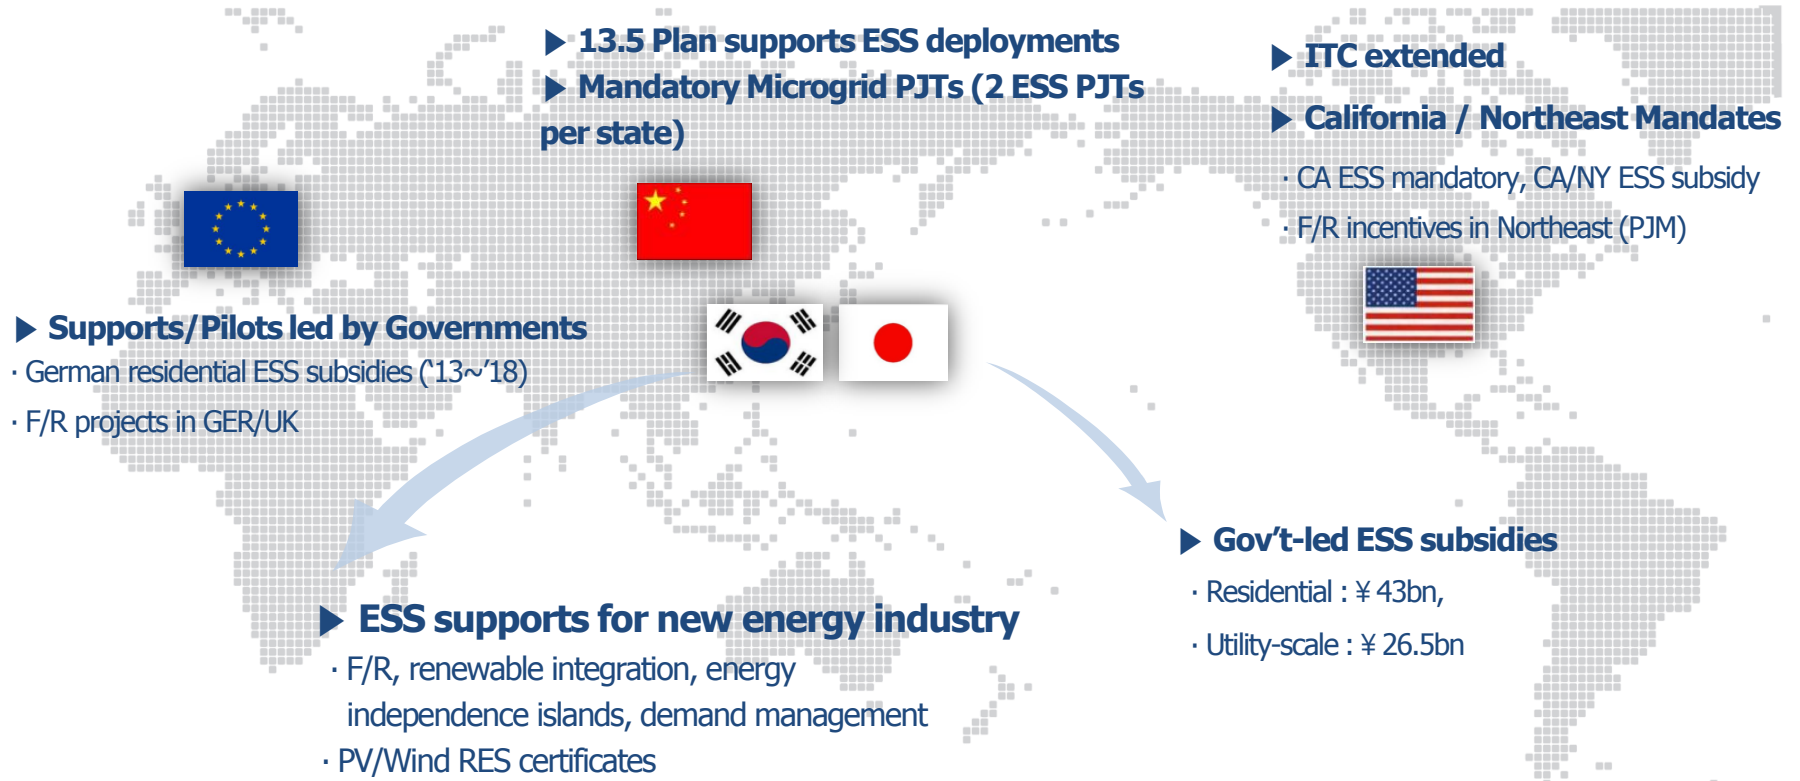 ▶ 13.5 Plan supports ESS deployments
▶ Mandatory Microgrid PJTs (2 ESS PJTs
per state)
▶ ITC extended
▶ California / Northeast Mandates
· CA ESS mandatory, CA/NY ESS subsidy
· F/R incentives in Northeast (PJM)
▶ Supports/Pilots led by Governments
· German residential ESS subsidies (‘13~’18)
· F/R projects in GER/UK
▶ Gov’t-led ESS subsidies
· Residential : ¥ 43bn,
· Utility-scale : ¥ 26.5bn
▶ ESS supports for new energy industry
· F/R, renewable integration, energy
independence islands, demand management
· PV/Wind RES certificates